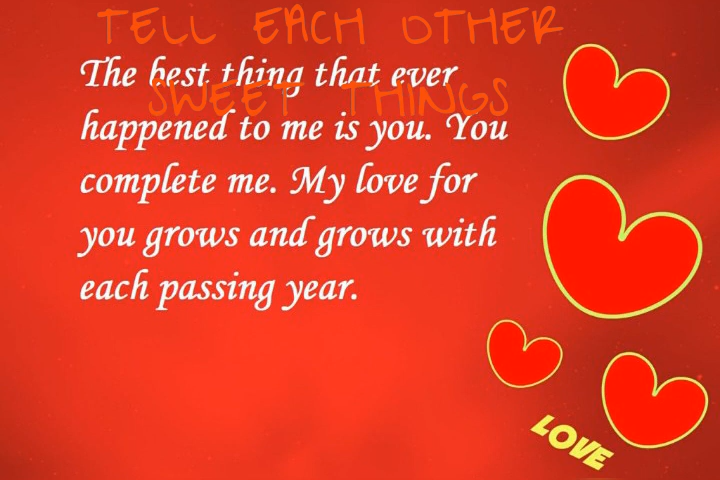 TELL EACH OTHER
SWEET THINGS
The best thing that ever
happened to me is you. You
complete me. My love for
you grows and grows with
each passing year.
LOVE